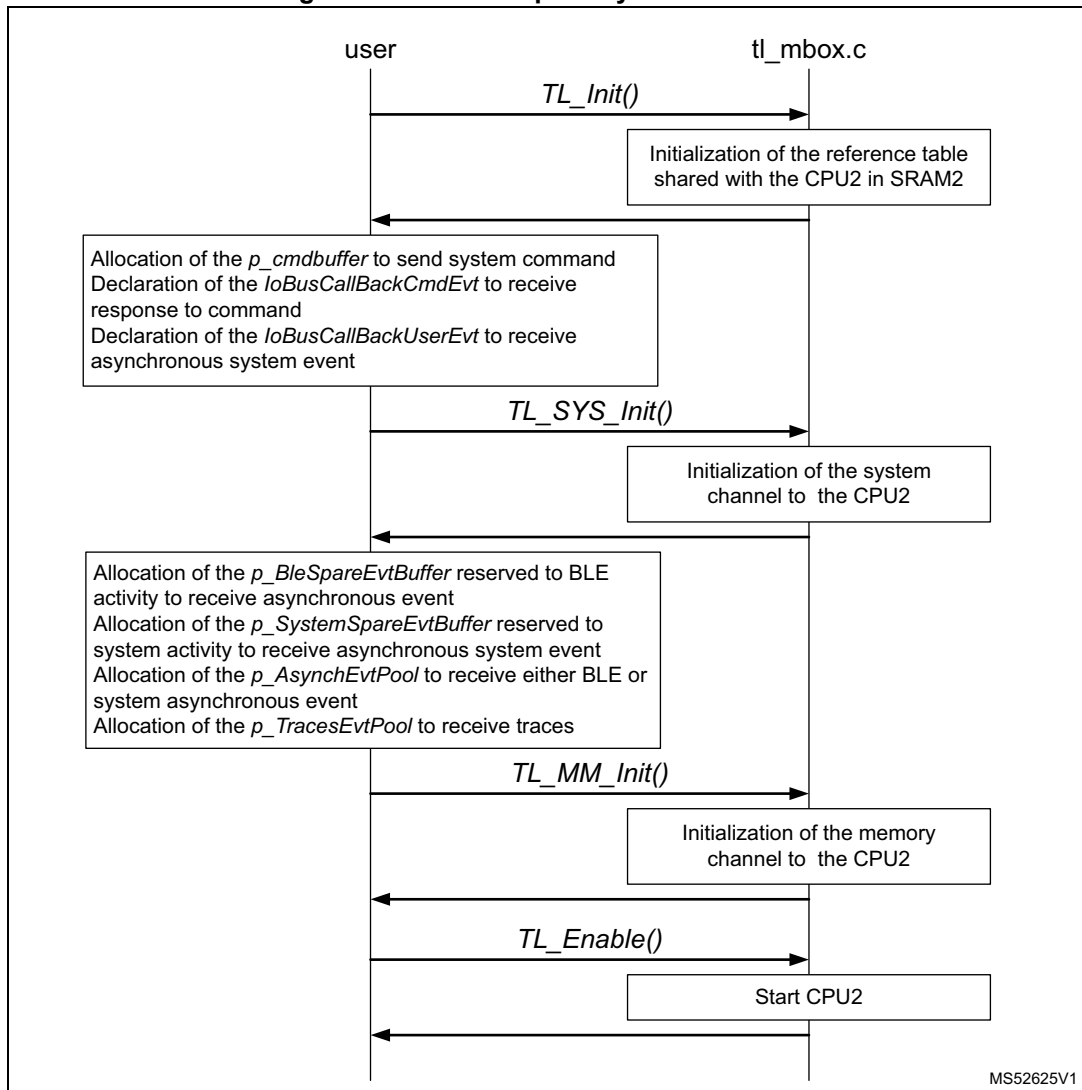 user
tl_mbox.c
TL_Init()
Initialization of the reference table
shared with the CPU2 in SRAM2
Allocation of the p_cmdbuffer to send system command
Declaration of the IoBusCallBackCmdEvt to receive
response to command
Declaration of the IoBusCallBackUserEvt to receive
asynchronous system event
TL_SYS_Init()
Initialization of the system
channel to the CPU2
Allocation of the p_BleSpareEvtBuffer reserved to BLE
activity to receive asynchronous event
Allocation of the p_SystemSpareEvtBuffer reserved to
system activity to receive asynchronous system event
Allocation of the p_AsynchEvtPool to receive either BLE or
system asynchronous event
Allocation of the p_TracesEvtPool to receive traces
TL_MM_Init()
Initialization of the memory
channel to the CPU2
TL_Enable()
Start CPU2
MS52625V1